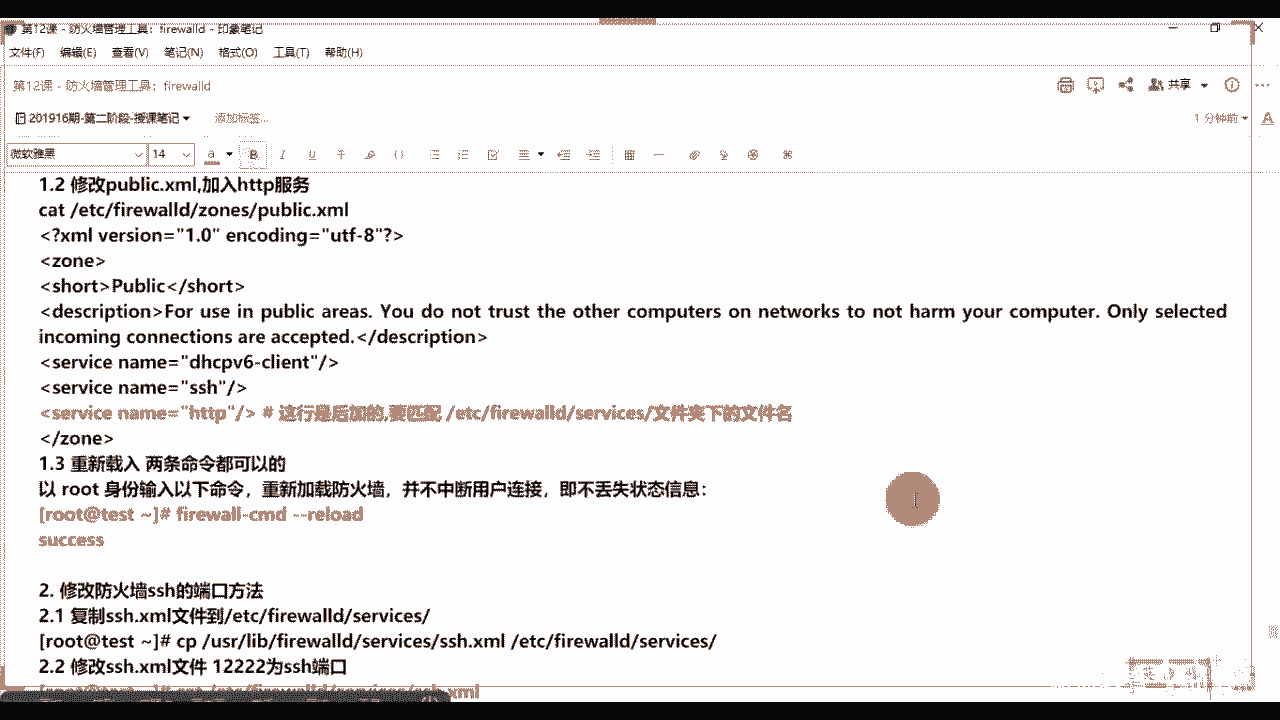 第12课 - 防火墙管理工具：firewalld - 印象笔记
文件(F) 编辑(E) 查看(V) 笔记(N) 格式(O) 工具(T) 帮助(H)
第12课 - 防火墙管理工具：firewalld
共享
201916期-第二阶段-授课笔记
添加标签...
1 分钟前
微软雅黑
14
1.2 修改public.xml,加入http服务
cat /etc/firewalld/zones/public.xml
<?xml version="1.0" encoding="utf-8"?>
<zone>
<short>Public</short>
<description>For use in public areas. You do not trust the other computers on networks to not harm your computer. Only selected
incoming connections are accepted.</description>
<service name="dhcpv6-client"/>
<service name="ssh"/>
<service name="http"/> # 这行是后加的,要匹配 /etc/firewalld/services/文件夹下的文件名
</zone>
1.3 重新载入 两条命令都可以的
以 root 身份输入以下命令，重新加载防火墙，并不中断用户连接，即不丢失状态信息：
[root@test ~]# firewall-cmd --reload
success
2. 修改防火墙ssh的端口方法
2.1 复制ssh.xml文件到/etc/firewalld/services/
[root@test ~]# cp /usr/lib/firewalld/services/ssh.xml /etc/firewalld/services/
2.2 修改ssh.xml文件 12222为ssh端口
[root@test ~]# cat /etc/firewalld/services/ssh.xml